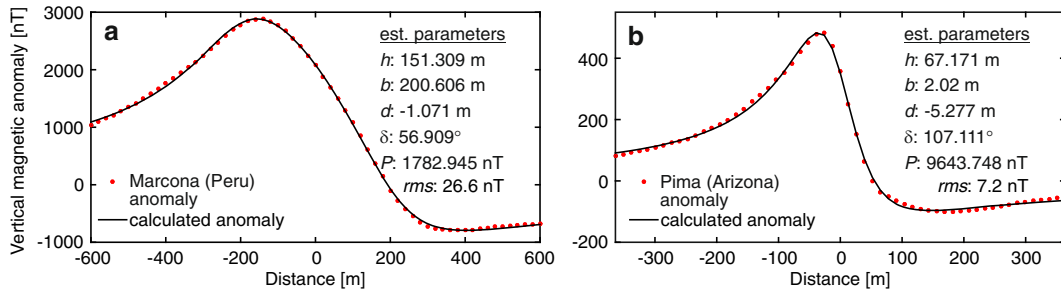 Vertical magnetic anomaly [nT]
3000
2000
1000
0
-1000
-600
-400
-200
0
200
400
600
Distance [m]
a
est. parameters
h: 151.309 m
b: 200.606 m
d: -1.071 m
δ: 56.909°
P: 1782.945 nT
rms: 26.6 nT
Marcona (Peru)
anomaly
calculated anomaly
400
200
0
-200
-300
-200
-100
0
100
200
300
Distance [m]
b
est. parameters
h: 67.171 m
b: 2.02 m
d: -5.277 m
δ: 107.111°
P: 9643.748 nT
rms: 7.2 nT
Pima (Arizona)
anomaly
calculated anomaly